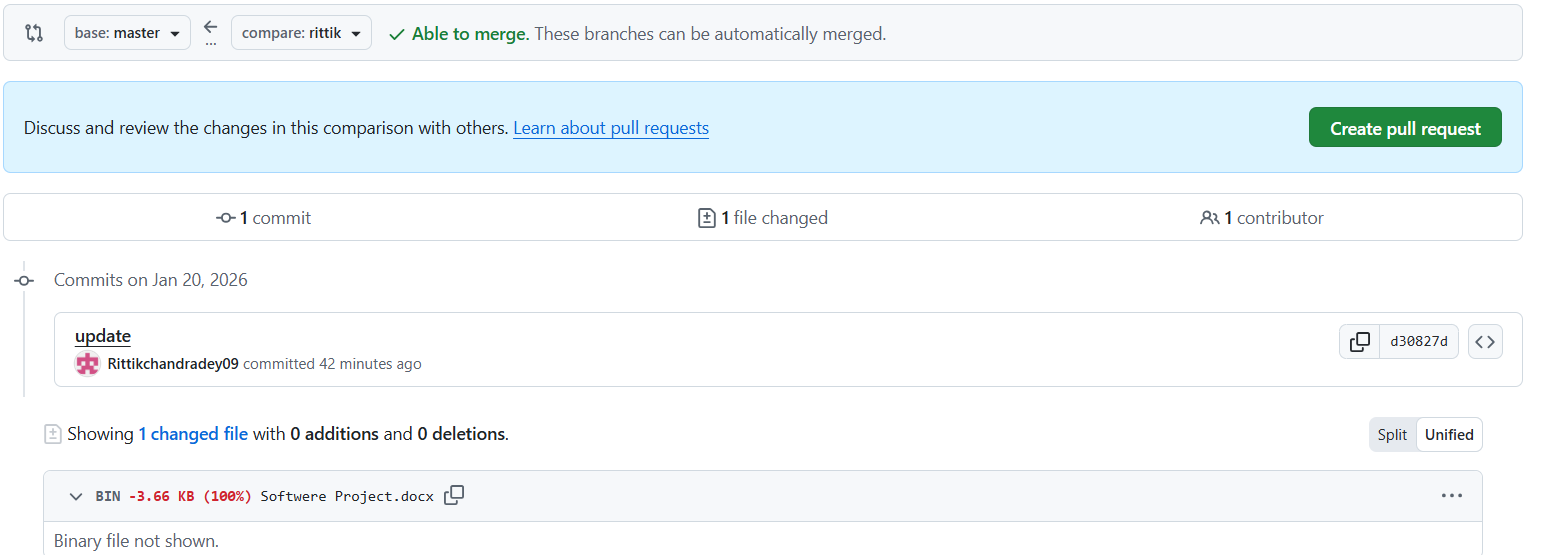 base: master compare: rittik Able to merge. These branches can be automatically merged.
Discuss and review the changes in this comparison with others. Learn about pull requests Create pull request
1 commit 1 file changed 1 contributor
Commits on Jan 20, 2026
update
Rittikchandradey09 committed 42 minutes ago d30827d
Showing 1 changed file with 0 additions and 0 deletions. Split Unified
BIN -3.66 KB (100%) Softwere Project.docx
Binary file not shown.